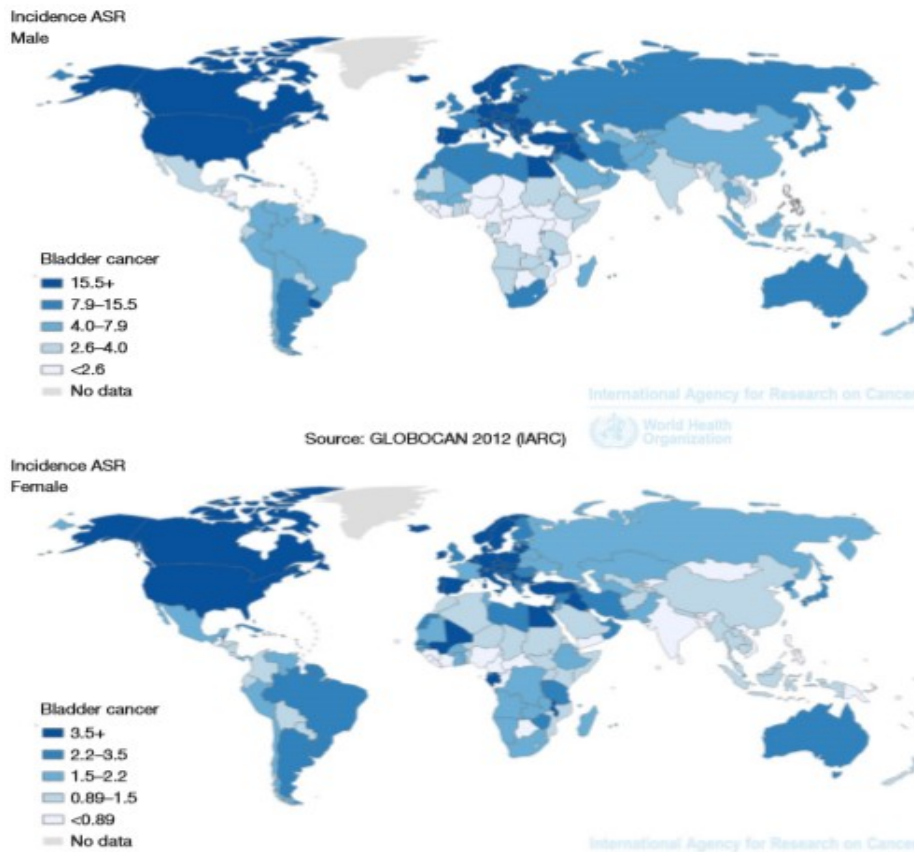 Incidence ASR
Male
Bladder cancer
15.5+
7.9–15.5
4.0–7.9
2.6–4.0
<2.6
No data
International Agency for Research on Cancer
World Health
Organization
Source: GLOBOCAN 2012 (IARC)
Incidence ASR
Female
Bladder cancer
3.5+
2.2–3.5
1.5–2.2
0.89–1.5
<0.89
No data
International Agency for Research on Cancer